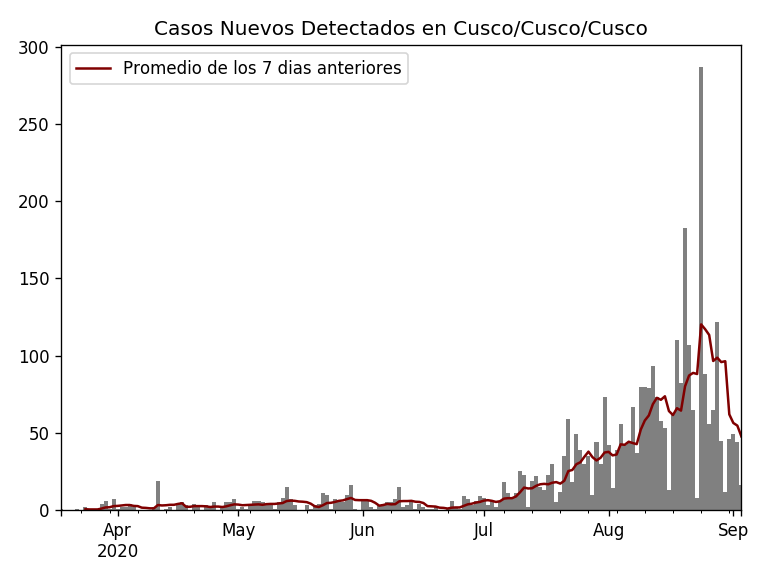 Casos Nuevos Detectados en Cusco/Cusco/Cusco
Promedio de los 7 dias anteriores
300
250
200
150
100
50
0
Apr May Jun Jul Aug Sep
2020